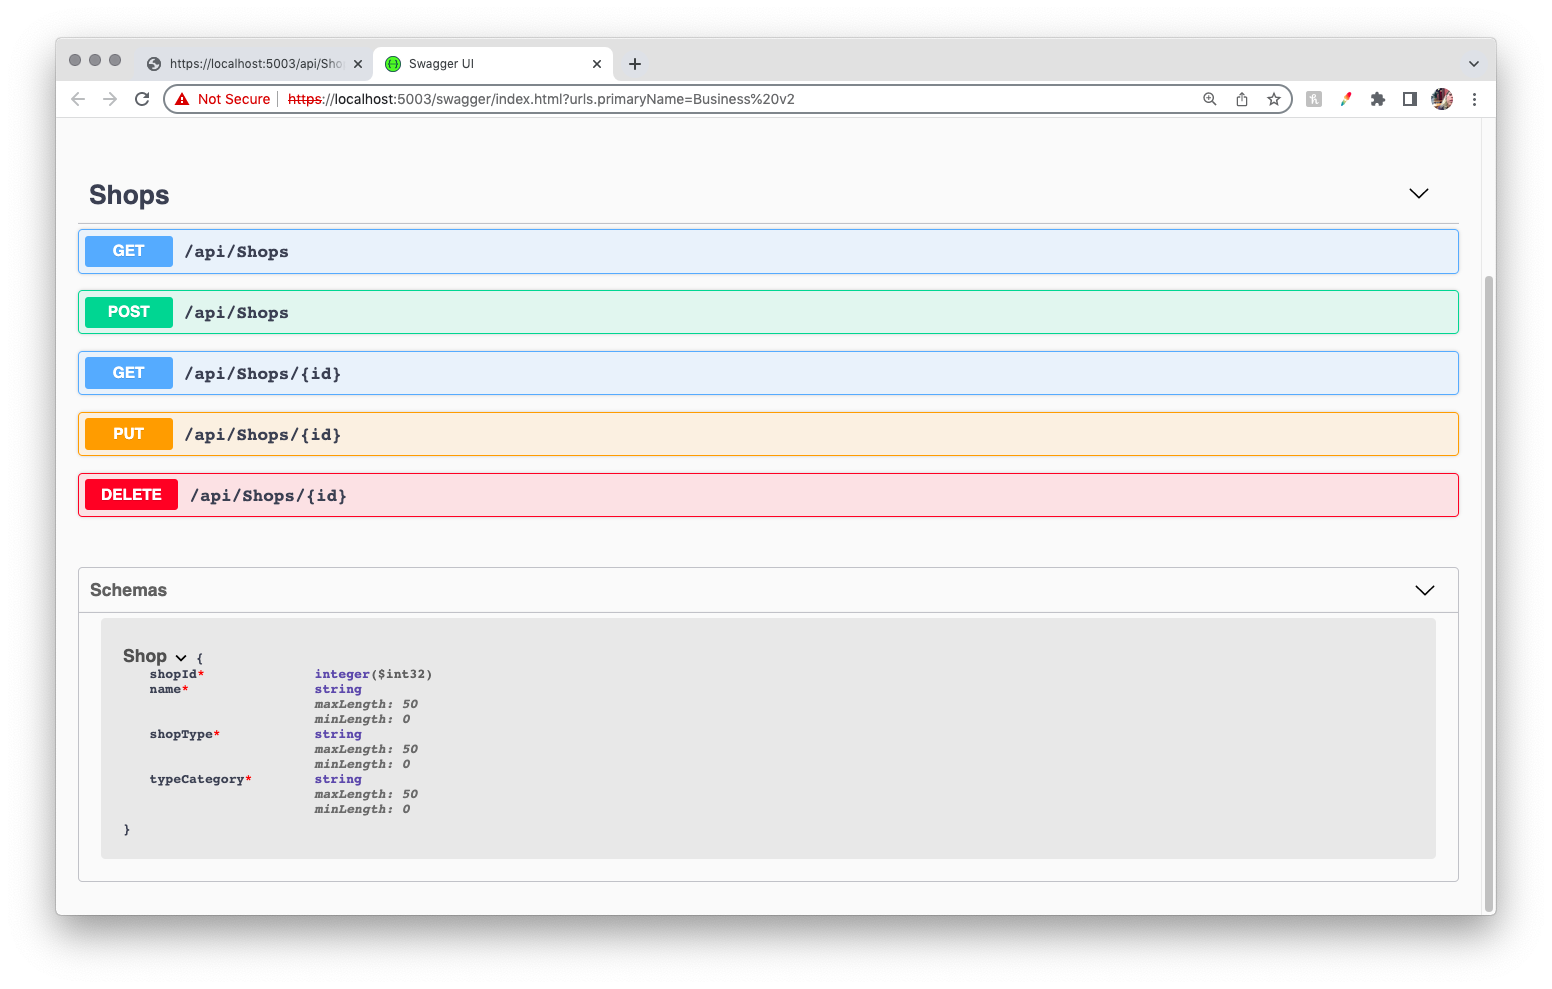 https://localhost:5003/api/Sho
Swagger UI
Not Secure https://localhost:5003/swagger/index.html?urls.primaryName=Business%20v2
Shops
GET /api/Shops
POST /api/Shops
GET /api/Shops/{id}
PUT /api/Shops/{id}
DELETE /api/Shops/{id}
Schemas
Shop {
shopId* integer($int32)
name* string
maxLength: 50
minLength: 0
shopType* string
maxLength: 50
minLength: 0
typeCategory* string
maxLength: 50
minLength: 0
}